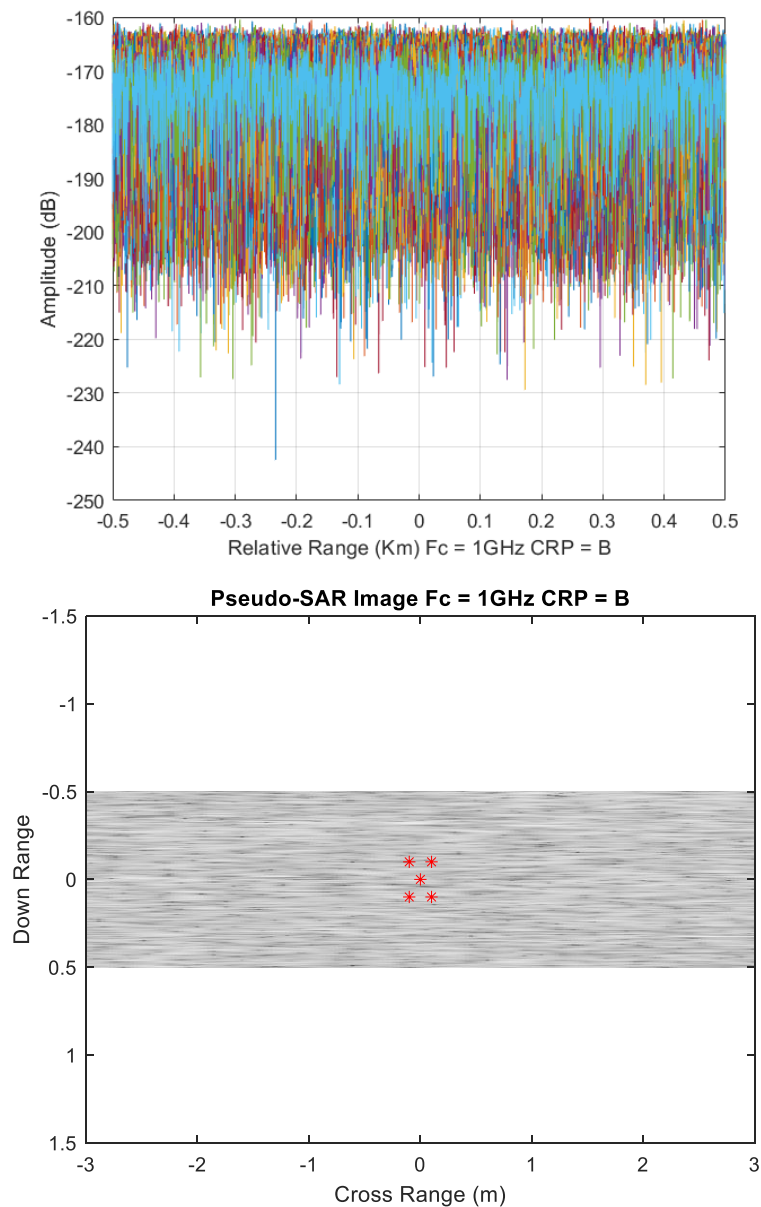 -160
-170
-180
-190
-200
-210
-220
-230
-240
-250
Amplitude (dB)
-0.5 -0.4 -0.3 -0.2 -0.1 0 0.1 0.2 0.3 0.4 0.5
Relative Range (Km) Fc = 1GHz CRP = B
Pseudo-SAR Image Fc = 1GHz CRP = B
-1.5
-1
-0.5
0
0.5
1
1.5
Down Range
-3 -2 -1 0 1 2 3
Cross Range (m)